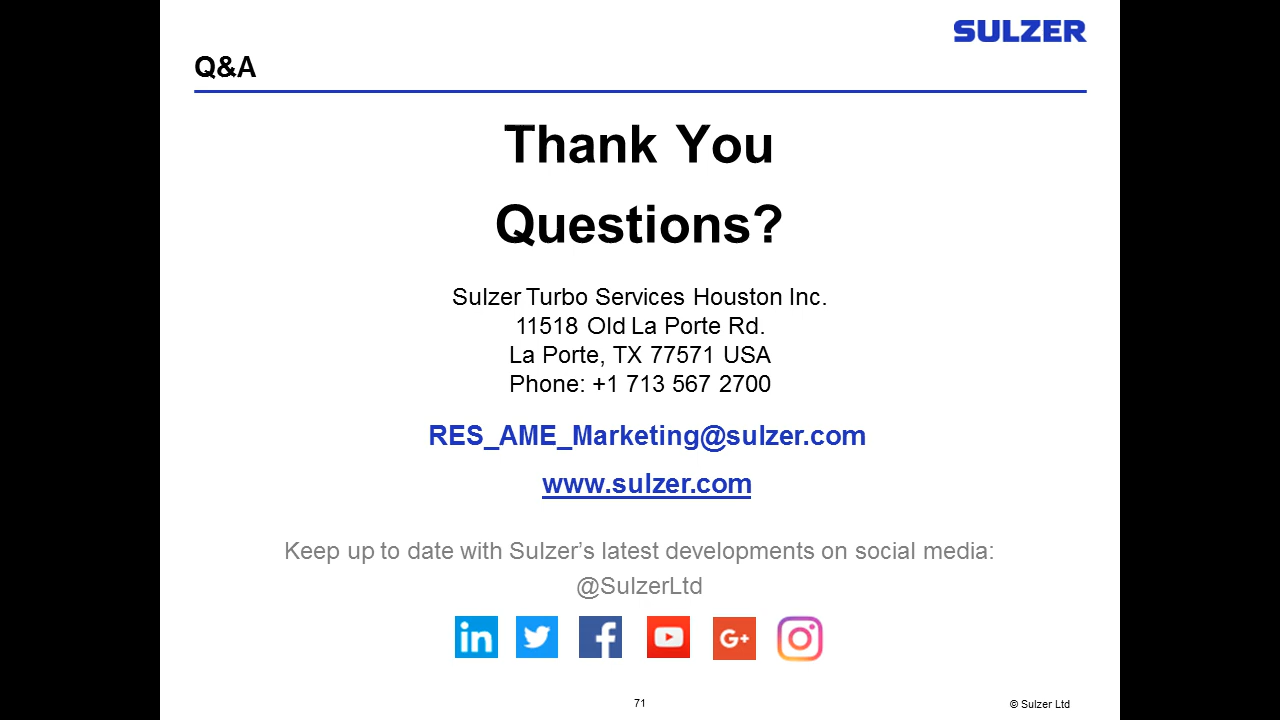 SULZER
Q&A
Thank You
Questions?
Sulzer Turbo Services Houston Inc.
11518 Old La Porte Rd.
La Porte, TX 77571 USA
Phone: +1 713 567 2700
RES_AME_Marketing@sulzer.com
www.sulzer.com
Keep up to date with Sulzer’s latest developments on social media:
@SulzerLtd
in f G+
71 © Sulzer Ltd